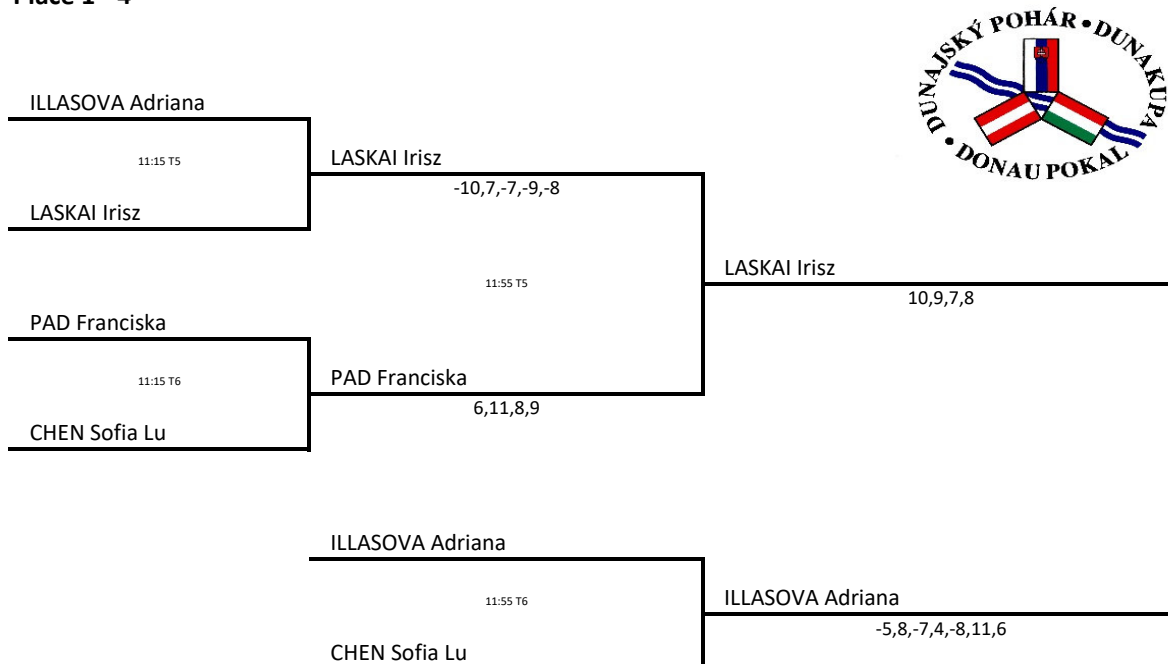 Place 1 - 4
DUNAJSKÝ POHÁR • DUNAKUPA • DONAU POKAL
ILLASOVA Adriana
11:15 T5
LASKAI Irisz
-10,7,-7,-9,-8
LASKAI Irisz
11:55 T5
LASKAI Irisz
10,9,7,8
PAD Franciska
11:15 T6
PAD Franciska
6,11,8,9
CHEN Sofia Lu
ILLASOVA Adriana
11:55 T6
ILLASOVA Adriana
-5,8,-7,4,-8,11,6
CHEN Sofia Lu